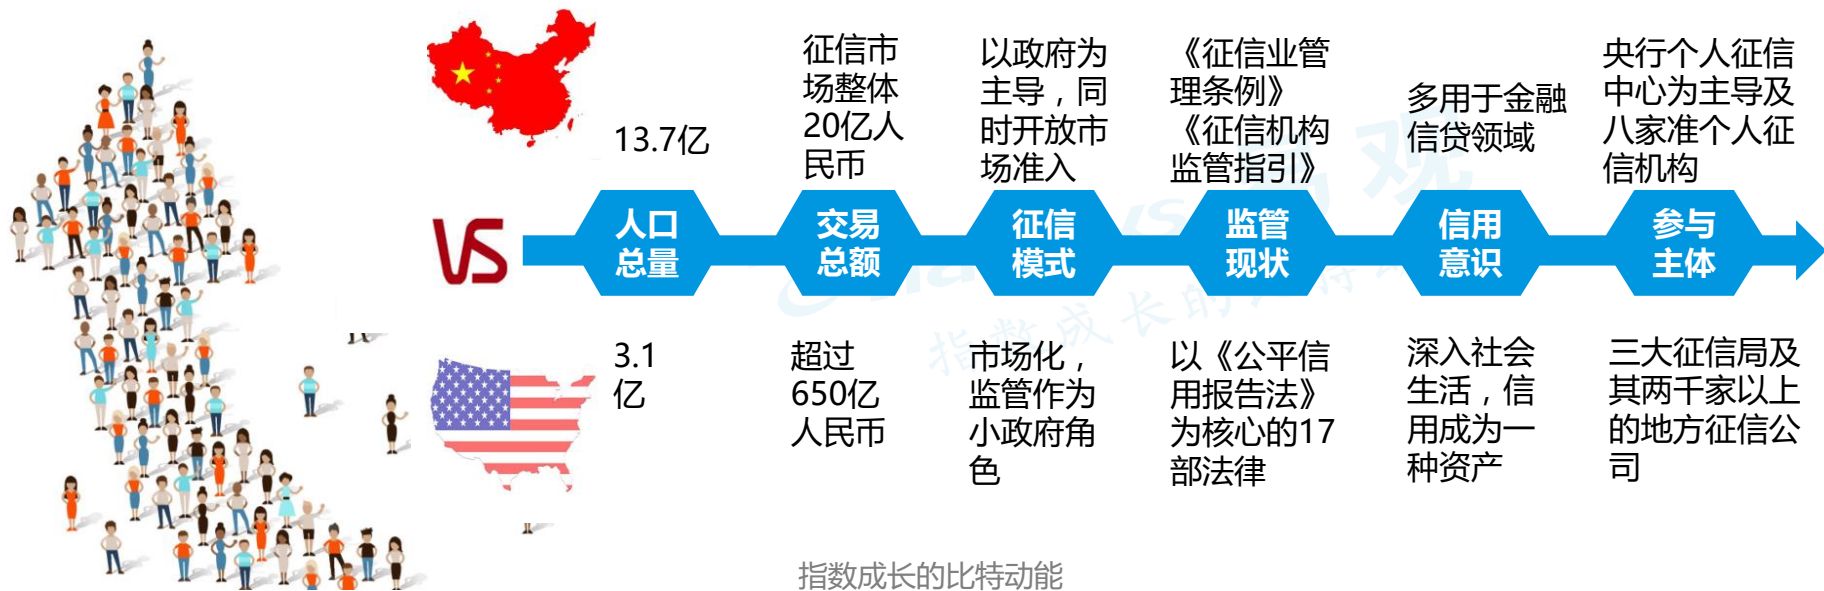 13.7亿
征信市
场整体
20亿人
民币
以政府为
主导，同
时开放市
场准入
《征信业管
理条例》
《征信机构
监管指引》
多用于金融
信贷领域
央行个人征信
中心为主导及
八家准个人征
信机构
VS
人口
总量
交易
总额
征信
模式
监管
现状
信用
意识
参与
主体
3.1
亿
超过
650亿
人民币
市场化，
监管作为
小政府角
色
以《公平信
用报告法》
为核心的17
部法律
深入社会
生活，信
用成为一
种资产
三大征信局及
其两千家以上
的地方征信公
司
指数成长的比特动能